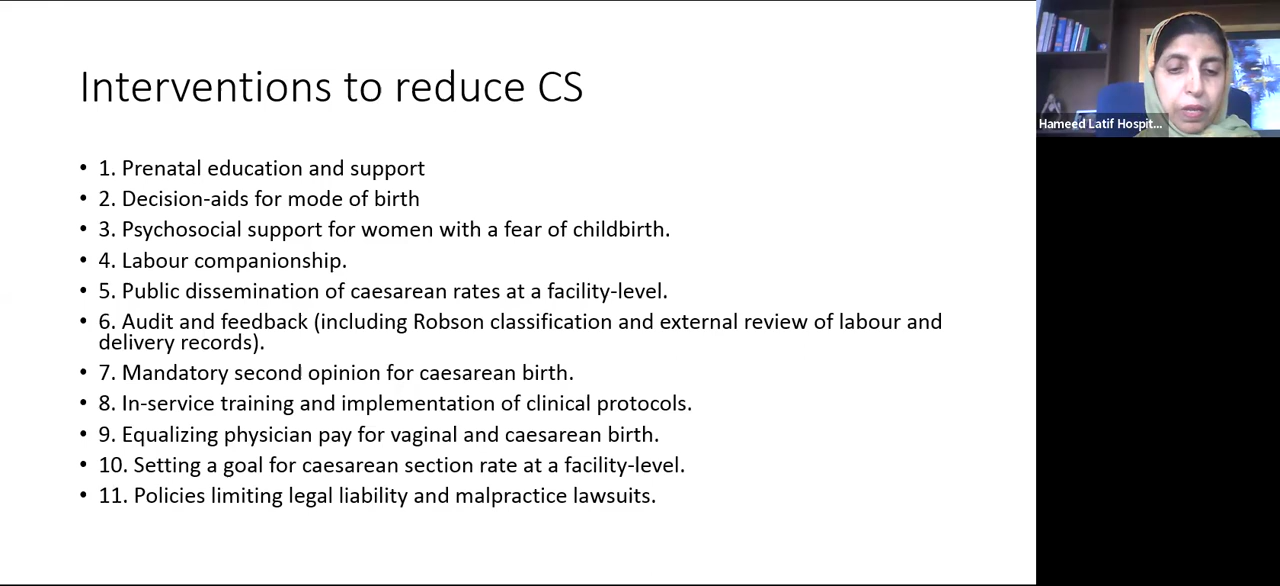 Interventions to reduce CS
• 1. Prenatal education and support
• 2. Decision-aids for mode of birth
• 3. Psychosocial support for women with a fear of childbirth.
• 4. Labour companionship.
• 5. Public dissemination of caesarean rates at a facility-level.
• 6. Audit and feedback (including Robson classification and external review of labour and
delivery records).
• 7. Mandatory second opinion for caesarean birth.
• 8. In-service training and implementation of clinical protocols.
• 9. Equalizing physician pay for vaginal and caesarean birth.
• 10. Setting a goal for caesarean section rate at a facility-level.
• 11. Policies limiting legal liability and malpractice lawsuits.
Hameed Latif Hospit...